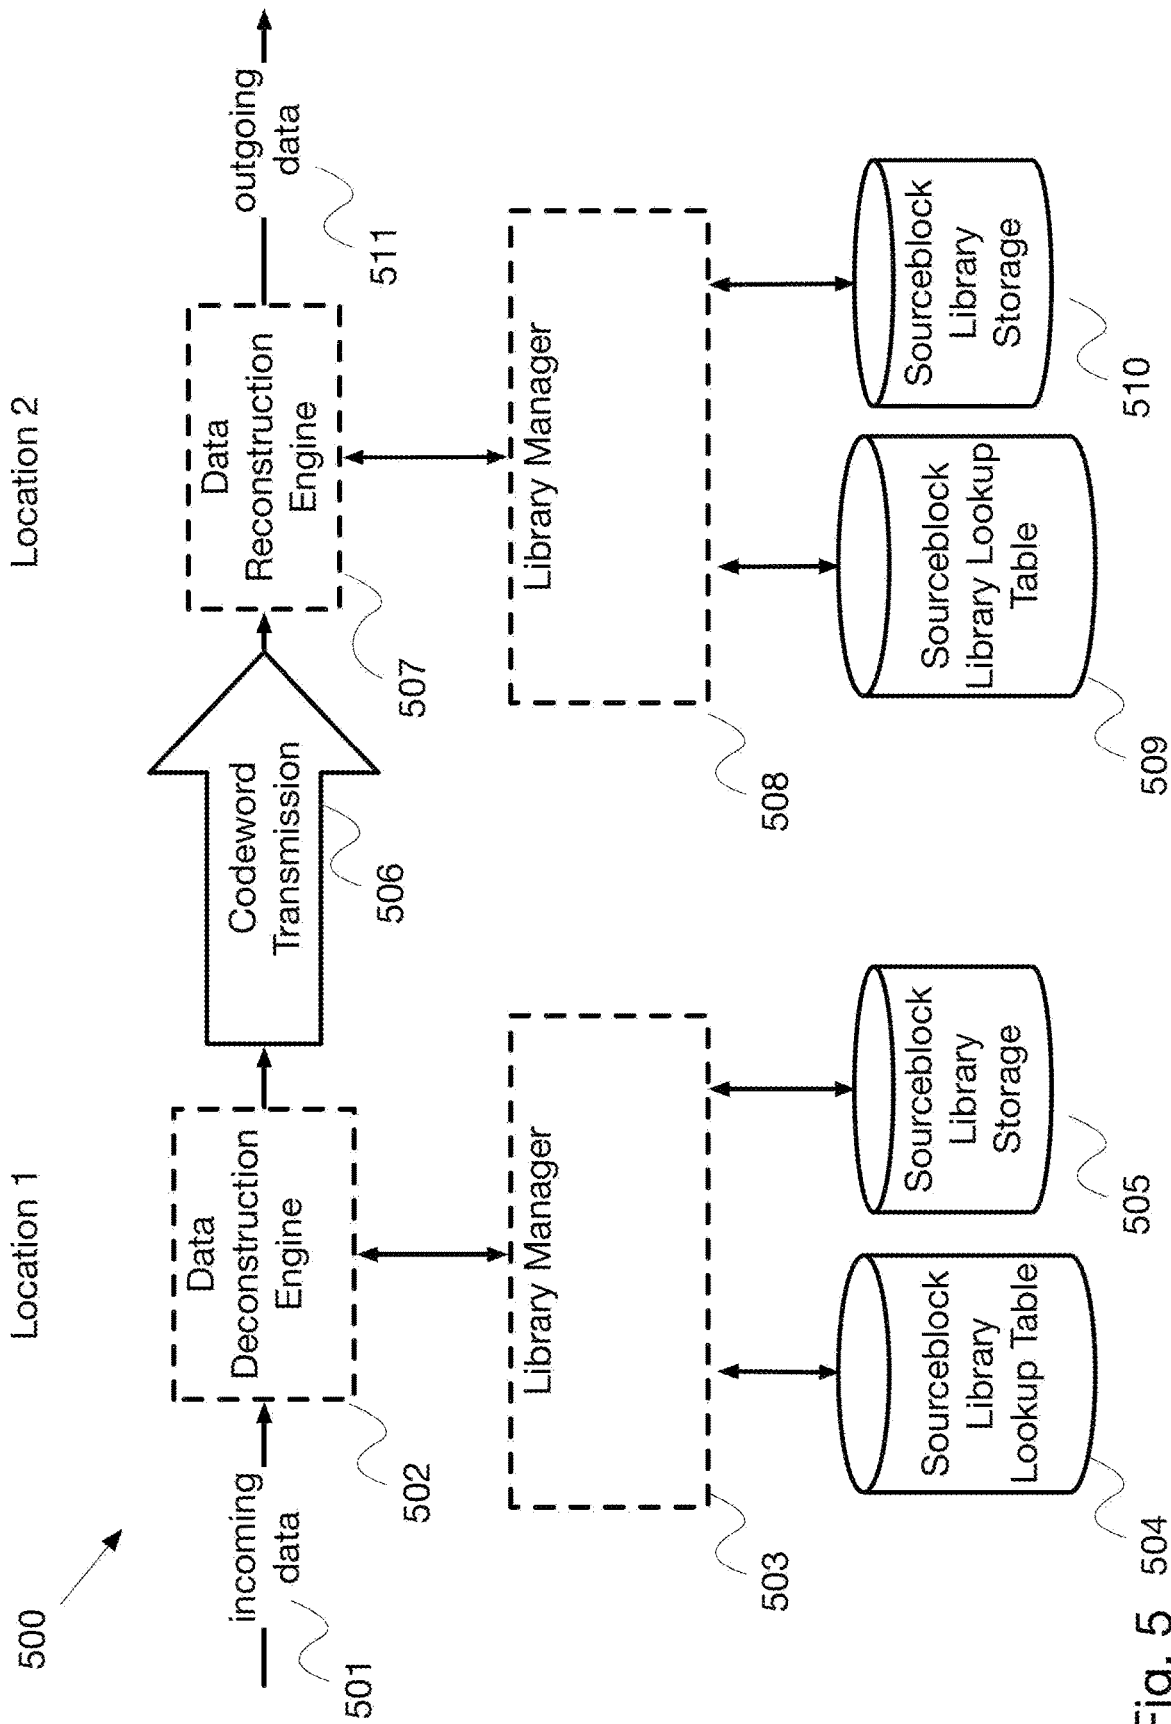 500
Location 1
Location 2
incoming
data
501
Data
Deconstruction
Engine
502
Codeword
Transmission
506
Data
Reconstruction
Engine
507
outgoing
data
511
Library Manager
503
Library Manager
508
Sourceblock
Library
Lookup Table
504
Sourceblock
Library
Storage
505
Sourceblock
Library Lookup
Table
509
Sourceblock
Library
Storage
510
Fig. 5